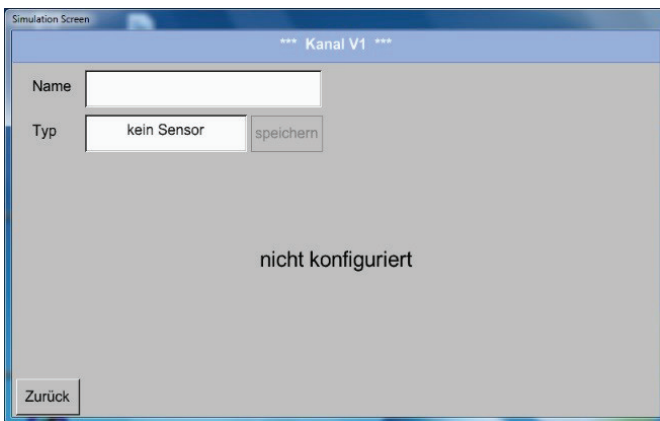 Simulation Screen
*** Kanal V1 ***
Name
Typ kein Sensor speichern
nicht konfiguriert
Zurück